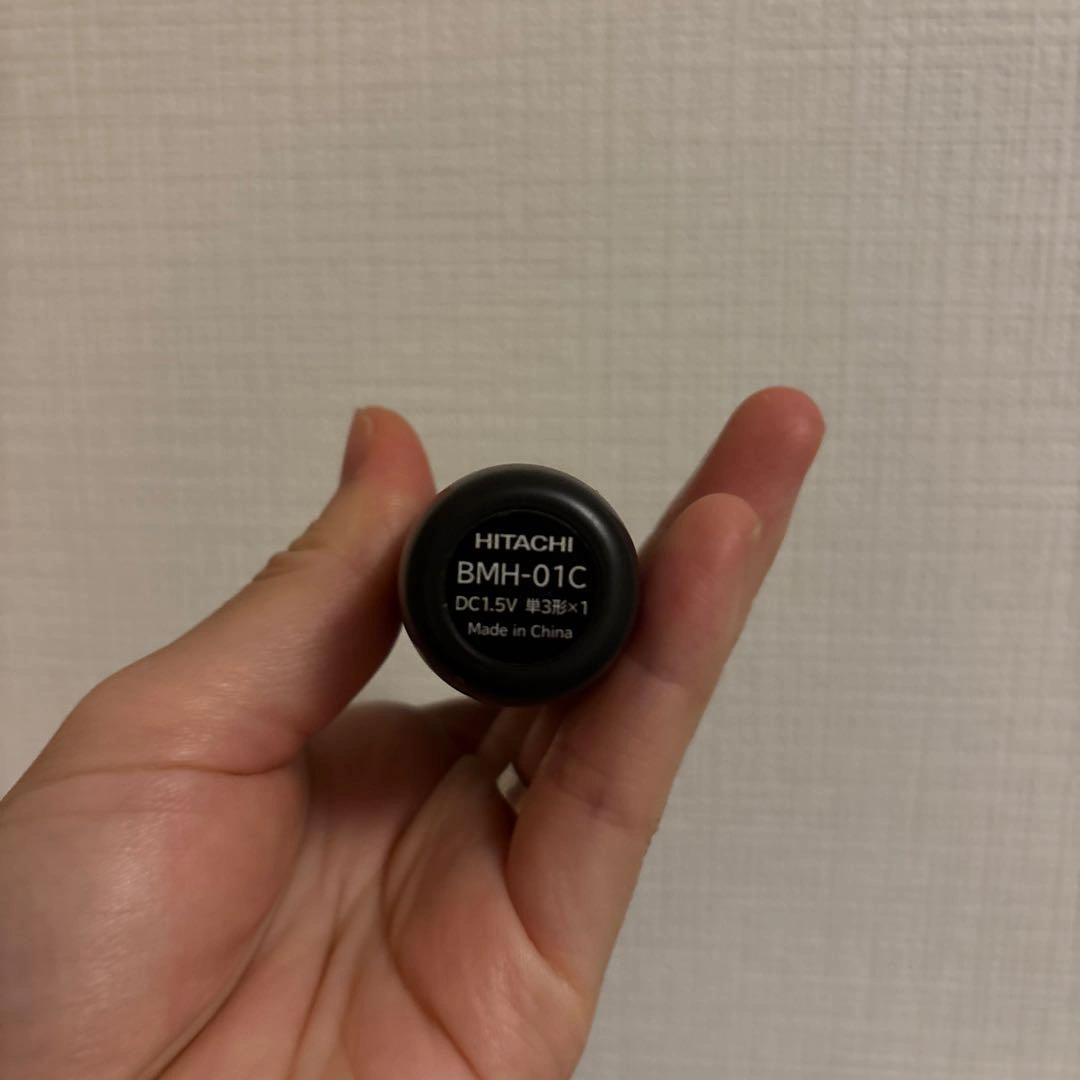 HITACHI
BMH-01C
DC1.5V 単3形×1
Made in China